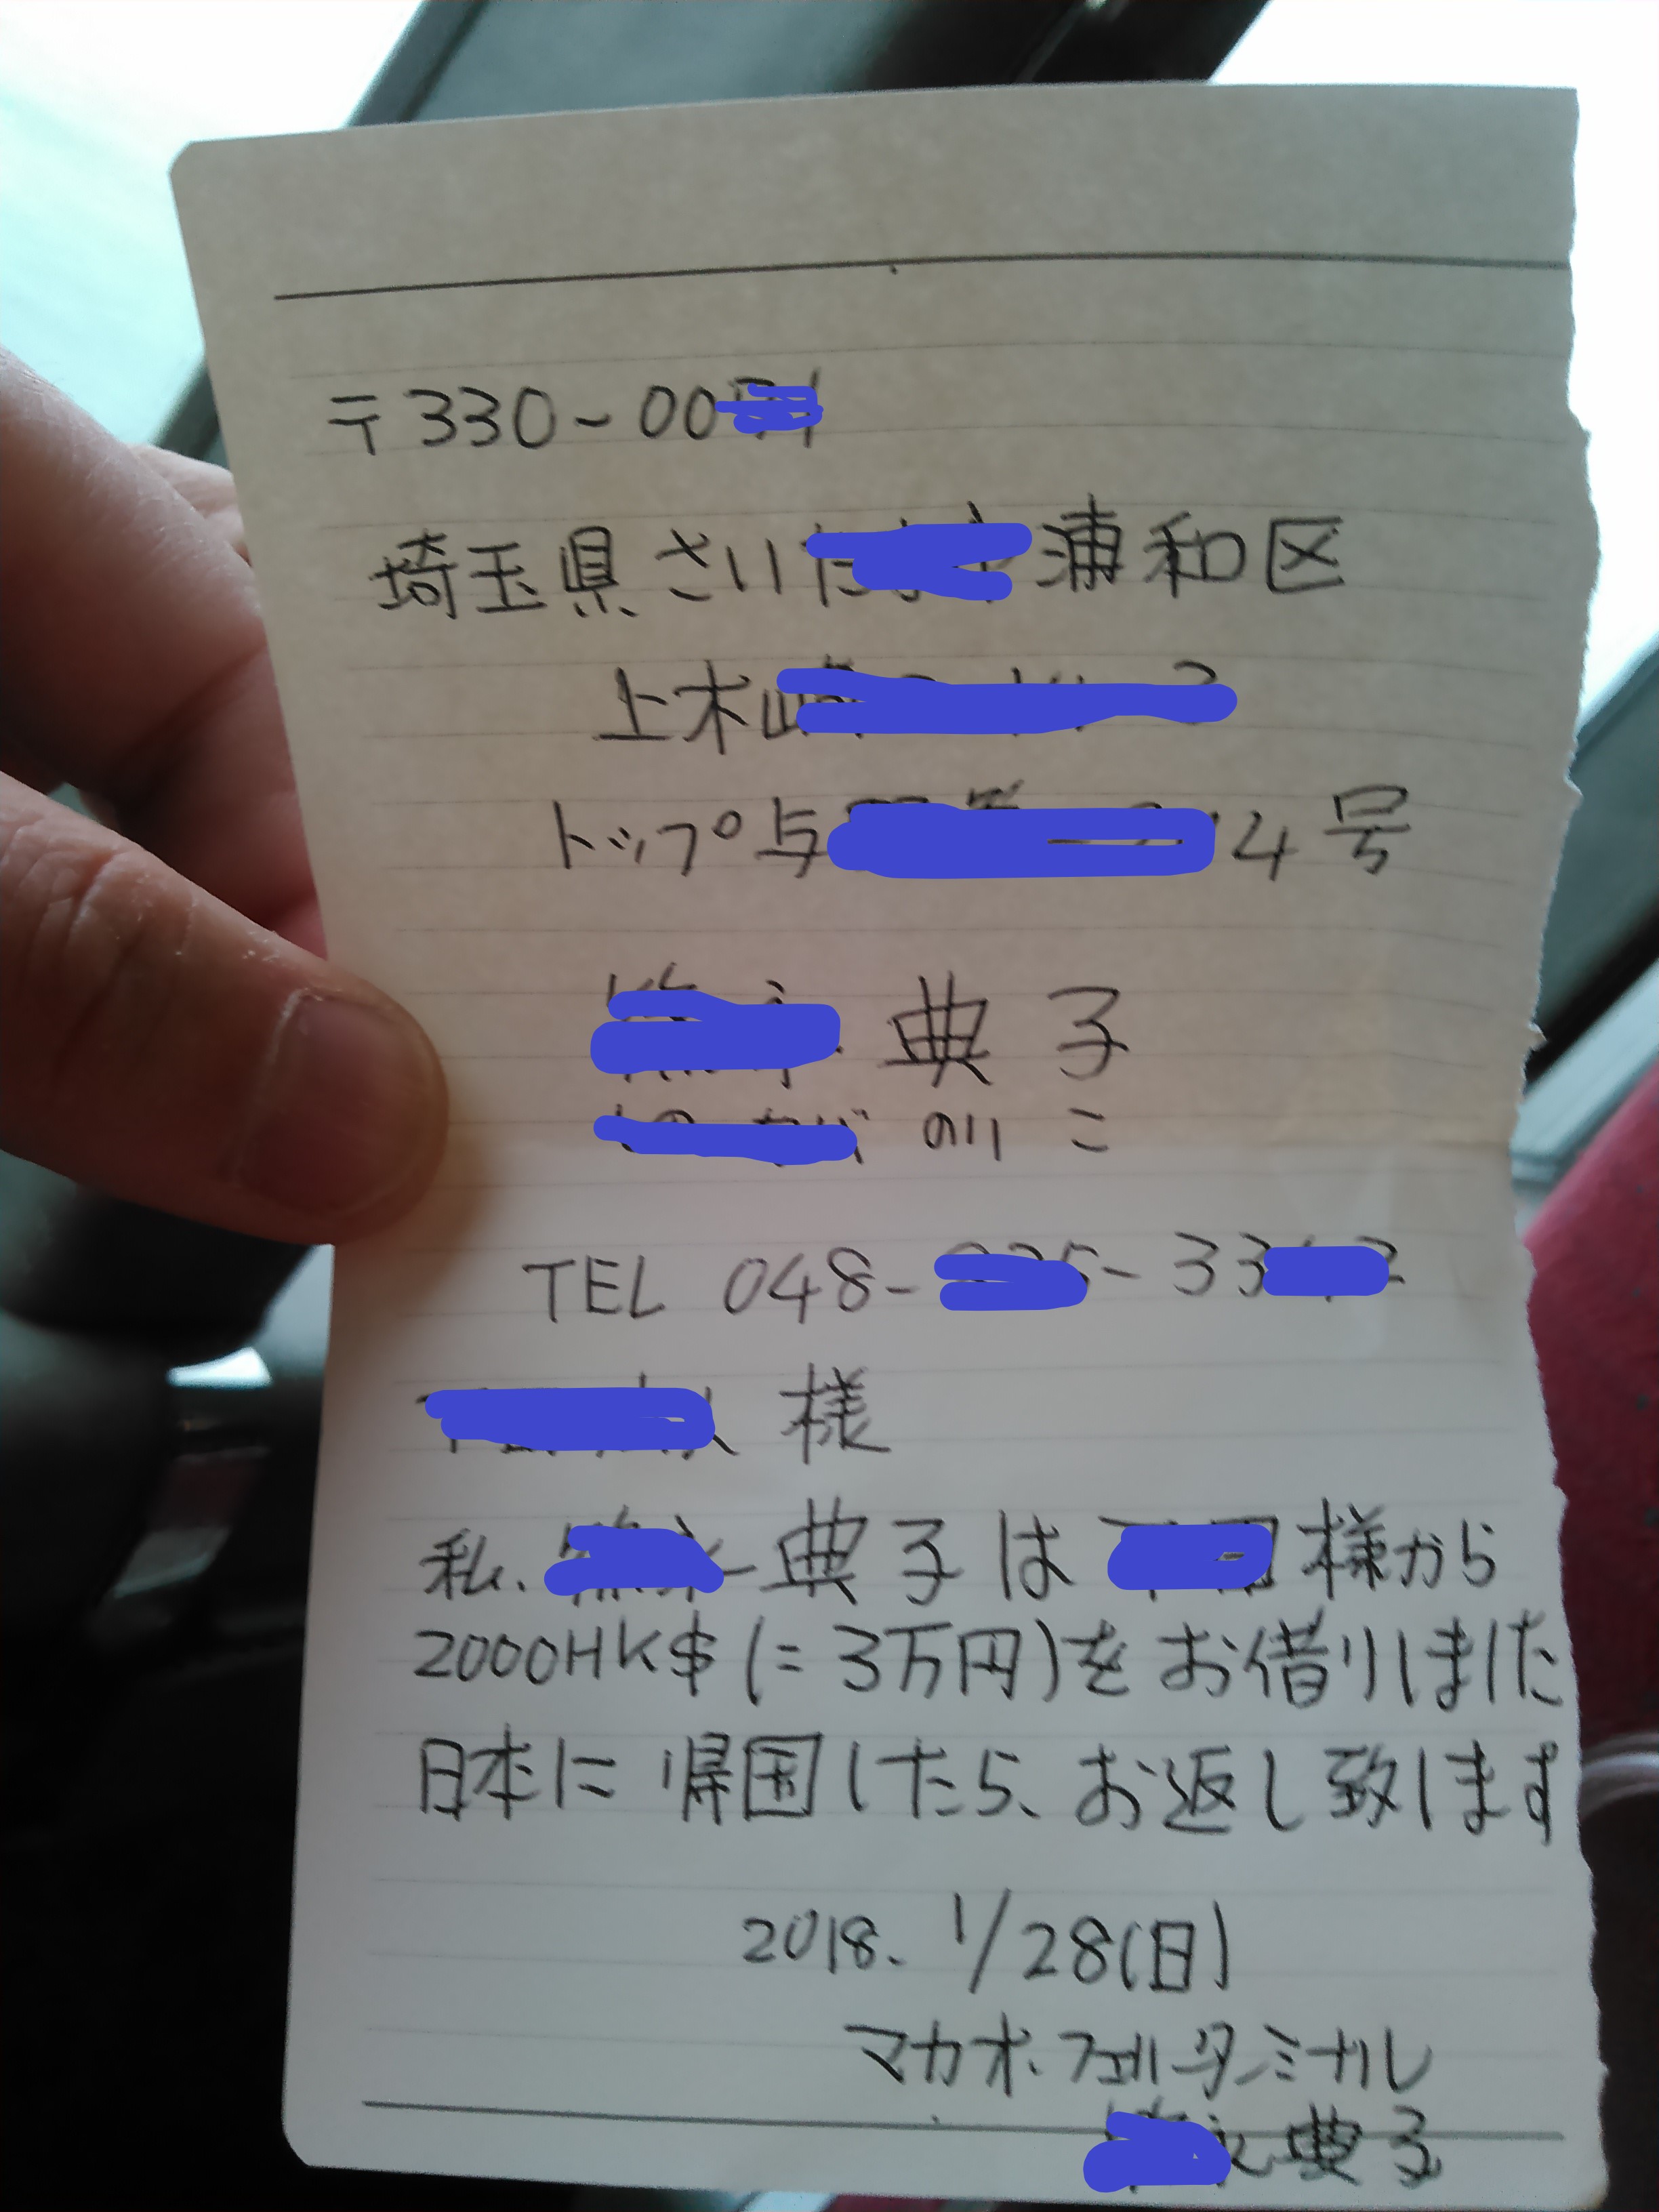 〒330-00
埼玉県さい 浦和区
上木
トップ与 4号
典子
のりこ
TEL 048- - 33
様
私、 典子は 様から
2000HK$(=3万円)をお借りしました
日本に帰国したら、お返し致します
2018. 1/28(日)
マカオ.フェリーターミナル
典子